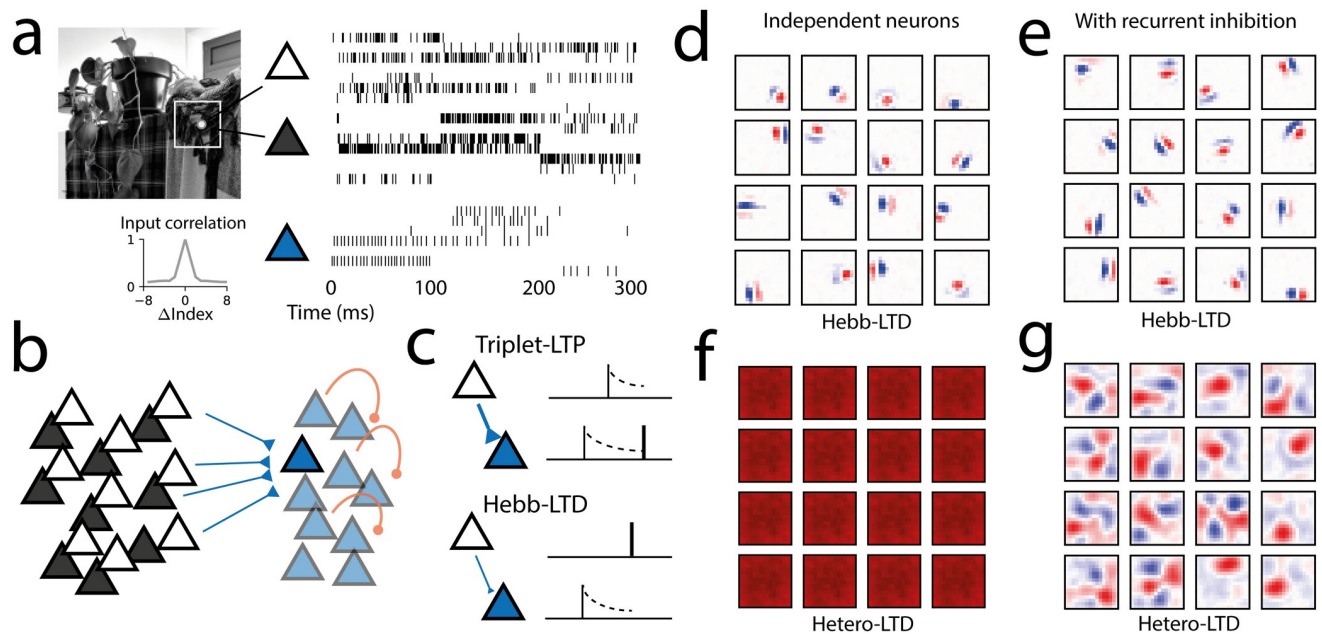 a
Input correlation
1
0
−8
0
8
ΔIndex
0
100
200
300
Time (ms)
b
c
Triplet-LTP
Hebb-LTD
d
Independent neurons
Hebb-LTD
e
With recurrent inhibition
Hebb-LTD
f
Hetero-LTD
g
Hetero-LTD